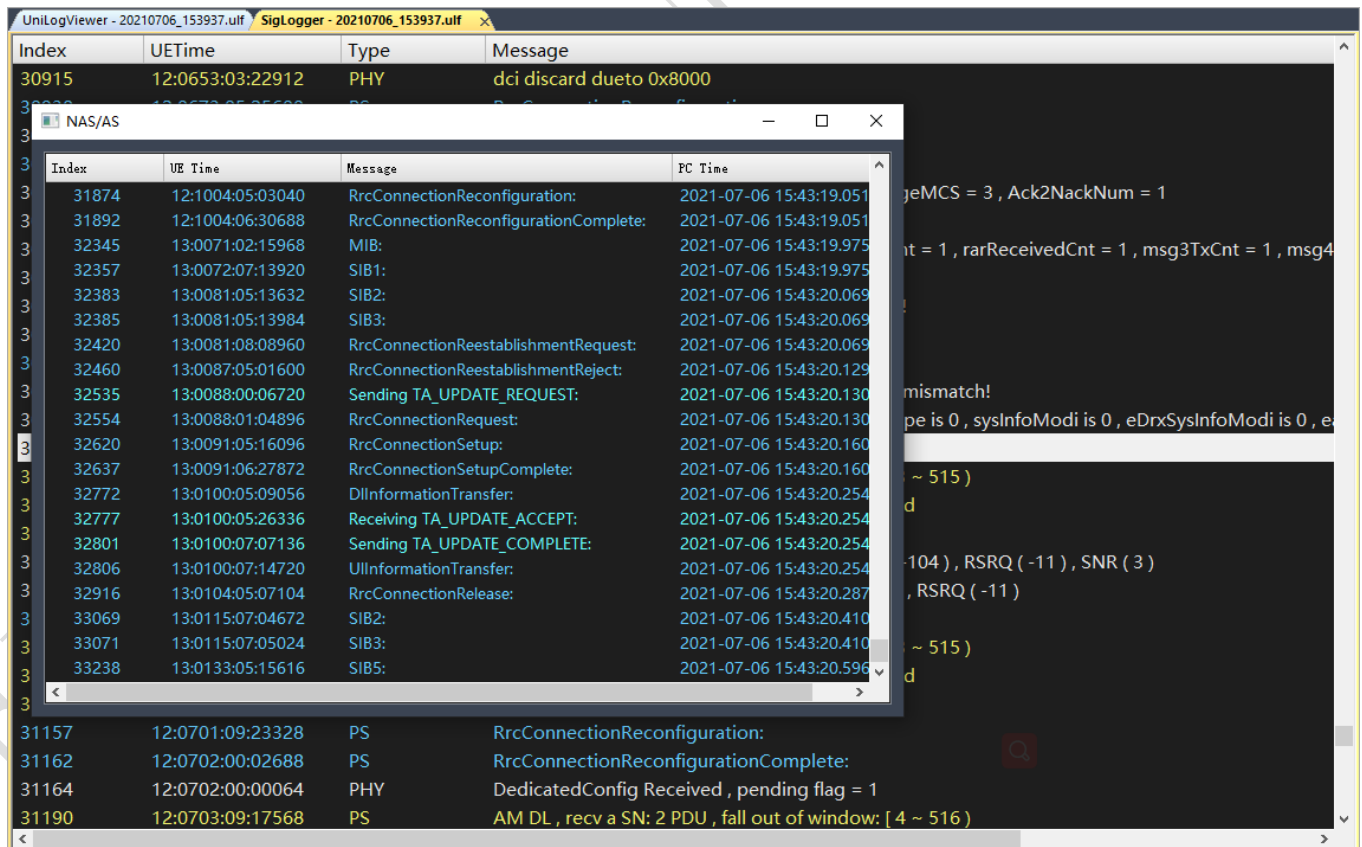 UniLogViewer - 20210706_153937.ulf SigLogger - 20210706_153937.ulf
Index UETime Type Message
30915 12:0653:03:22912 PHY dci discard dueto 0x8000
NAS/AS
Index UE Time Message PC Time
31874 12:1004:05:03040 RrcConnectionReconfiguration: 2021-07-06 15:43:19.051
= 3 , Ack2NackNum = 1
31892 12:1004:06:30688 RrcConnectionReconfigurationComplete: 2021-07-06 15:43:19.051
32345 13:0071:02:15968 MIB: 2021-07-06 15:43:19.975
= 1 , rarReceivedCnt = 1 , msg3TxCnt = 1 , msg4
32357 13:0072:07:13920 SIB1: 2021-07-06 15:43:19.975
32383 13:0081:05:13632 SIB2: 2021-07-06 15:43:20.069
32385 13:0081:05:13984 SIB3: 2021-07-06 15:43:20.069
32420 13:0081:08:08960 RrcConnectionReestablishmentRequest: 2021-07-06 15:43:20.069
32460 13:0087:05:01600 RrcConnectionReestablishmentReject: 2021-07-06 15:43:20.129
32535 13:0088:00:06720 Sending TA_UPDATE_REQUEST: 2021-07-06 15:43:20.130
mismatch!
32554 13:0088:01:04896 RrcConnectionRequest: 2021-07-06 15:43:20.130
pe is 0 , sysInfoModi is 0 , eDrxSysInfoModi is 0 , ea
32620 13:0091:05:16096 RrcConnectionSetup: 2021-07-06 15:43:20.160
32637 13:0091:06:27872 RrcConnectionSetupComplete: 2021-07-06 15:43:20.160
~ 515 )
32772 13:0100:05:09056 DlInformationTransfer: 2021-07-06 15:43:20.254
d
32777 13:0100:05:26336 Receiving TA_UPDATE_ACCEPT: 2021-07-06 15:43:20.254
32801 13:0100:07:07136 Sending TA_UPDATE_COMPLETE: 2021-07-06 15:43:20.254
-104 ) , RSRQ ( -11 ) , SNR ( 3 )
32806 13:0100:07:14720 UlInformationTransfer: 2021-07-06 15:43:20.254
, RSRQ ( -11 )
32916 13:0104:05:07104 RrcConnectionRelease: 2021-07-06 15:43:20.287
33069 13:0115:07:04672 SIB2: 2021-07-06 15:43:20.410
33071 13:0115:07:05024 SIB3: 2021-07-06 15:43:20.410
~ 515 )
33238 13:0133:05:15616 SIB5: 2021-07-06 15:43:20.596
d
31157 12:0701:09:23328 PS RrcConnectionReconfiguration:
31162 12:0702:00:02688 PS RrcConnectionReconfigurationComplete:
31164 12:0702:00:00064 PHY DedicatedConfig Received , pending flag = 1
31190 12:0703:09:17568 PS AM DL , recv a SN: 2 PDU , fall out of window: [ 4 ~ 516 )